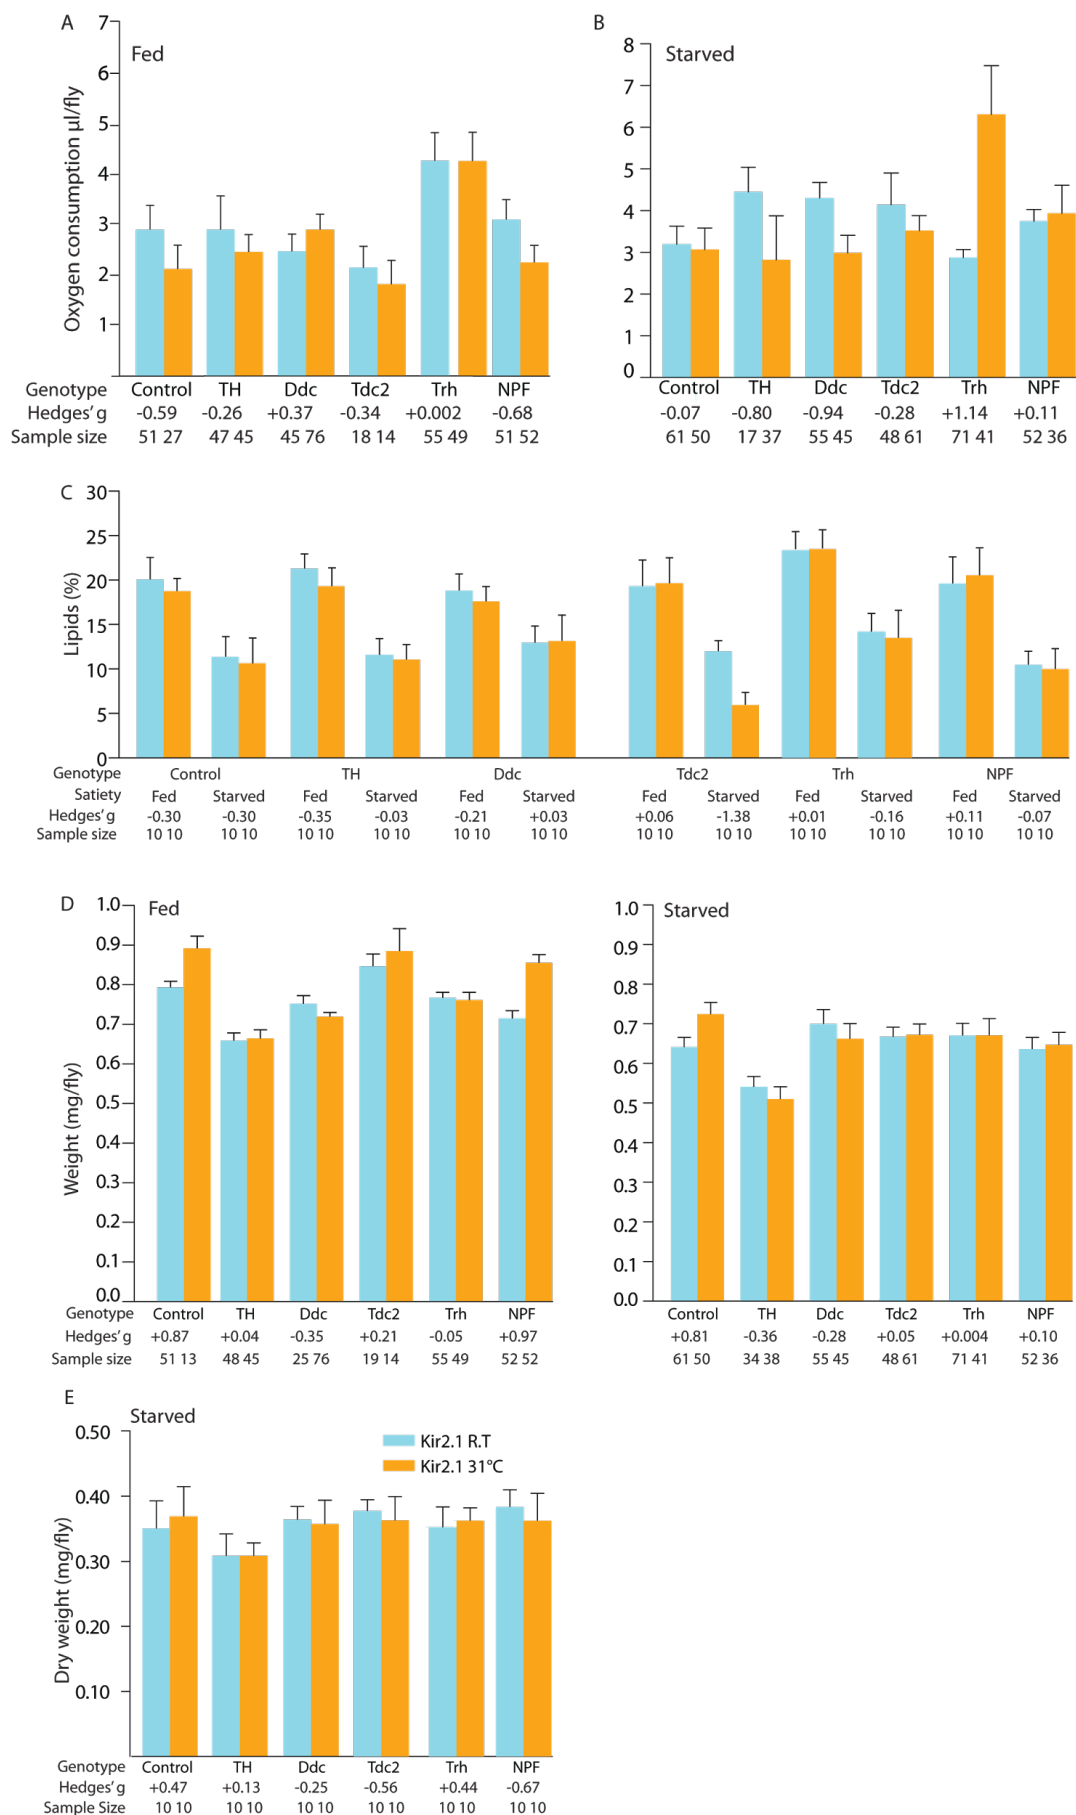 A
Fed
Oxygen consumption µl/fly
7
6
5
4
3
2
1
Genotype Control TH Ddc Tdc2 Trh NPF
Hedges' g -0.59 -0.26 +0.37 -0.34 +0.002 -0.68
Sample size 51 27 47 45 45 76 18 14 55 49 51 52
B
Starved
8
7
6
5
4
3
2
1
0
Control TH Ddc Tdc2 Trh NPF
-0.07 -0.80 -0.94 -0.28 +1.14 +0.11
61 50 17 37 55 45 48 61 71 41 52 36
C
Lipids (%)
30
25
20
15
10
5
0
Genotype Control TH Ddc Tdc2 Trh NPF
Satiety Fed Starved Fed Starved Fed Starved Fed Starved Fed Starved Fed Starved
Hedges' g -0.30 -0.30 -0.35 -0.03 -0.21 +0.03 +0.06 -1.38 +0.01 -0.16 +0.11 -0.07
Sample size 10 10 10 10 10 10 10 10 10 10 10 10 10 10 10 10 10 10 10 10 10 10 10 10
D
Fed
Weight (mg/fly)
1.0
0.9
0.8
0.7
0.6
0.5
0.4
0.3
0.2
0.1
0.0
Genotype Control TH Ddc Tdc2 Trh NPF
Hedges' g +0.87 +0.04 -0.35 +0.21 -0.05 +0.97
Sample size 51 13 48 45 25 76 19 14 55 49 52 52
Starved
1.0
0.9
0.8
0.7
0.6
0.5
0.4
0.3
0.2
0.1
0.0
Control TH Ddc Tdc2 Trh NPF
+0.81 -0.36 -0.28 +0.05 +0.004 +0.10
61 50 34 38 55 45 48 61 71 41 52 36
E
Starved
Dry weight (mg/fly)
0.50
0.40
0.30
0.20
0.10
Kir2.1 R.T
Kir2.1 31°C
Genotype Control TH Ddc Tdc2 Trh NPF
Hedges' g +0.47 +0.13 -0.25 -0.56 +0.44 -0.67
Sample Size 10 10 10 10 10 10 10 10 10 10 10 10